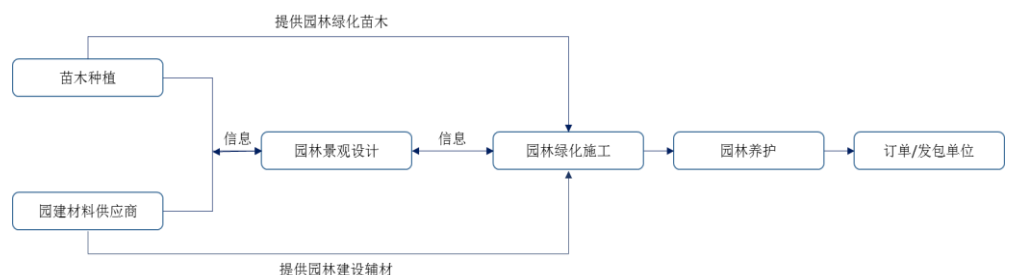 提供园林绿化苗木
苗木种植
信息
园林景观设计
信息
园林绿化施工
园林养护
订单/发包单位
园建材料供应商
提供园林建设辅材